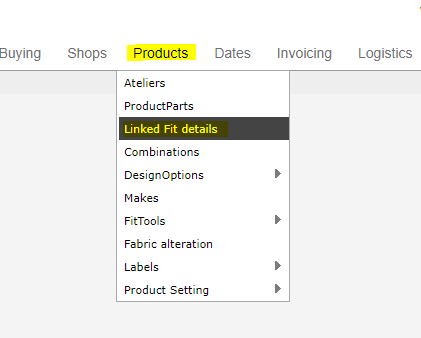 Buying Shops Products Dates Invoicing Logistics
Ateliers
ProductParts
Linked Fit details
Combinations
DesignOptions
Makes
FitTools
Fabric alteration
Labels
Product Setting